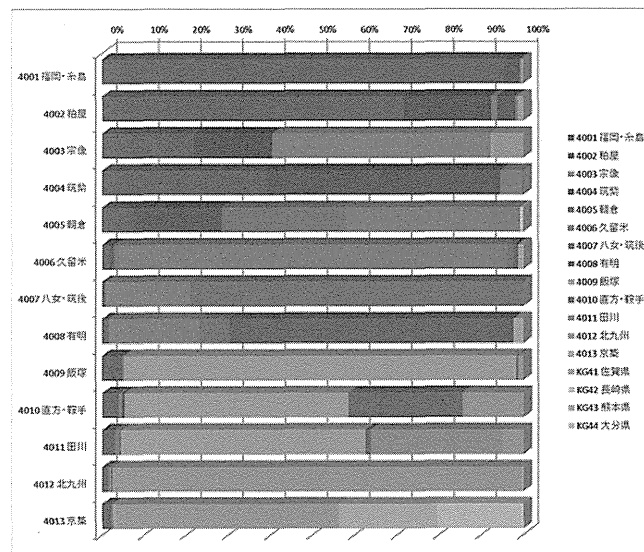 0% 10% 20% 30% 40% 50% 60% 70% 80% 90% 100%
4001 福岡・糸島
4002 粕屋
4003 宗像
4004 筑紫
4005 朝倉
4006 久留米
4007 八女・筑後
4008 有明
4009 飯塚
4010 直方・鞍手
4011 田川
4012 北九州
4013 京築
4001 福岡・糸島
4002 粕屋
4003 宗像
4004 筑紫
4005 朝倉
4006 久留米
4007 八女・筑後
4008 有明
4009 飯塚
4010 直方・鞍手
4011 田川
4012 北九州
4013 京築
KG41 佐賀県
KG42 長崎県
KG43 熊本県
KG44 大分県